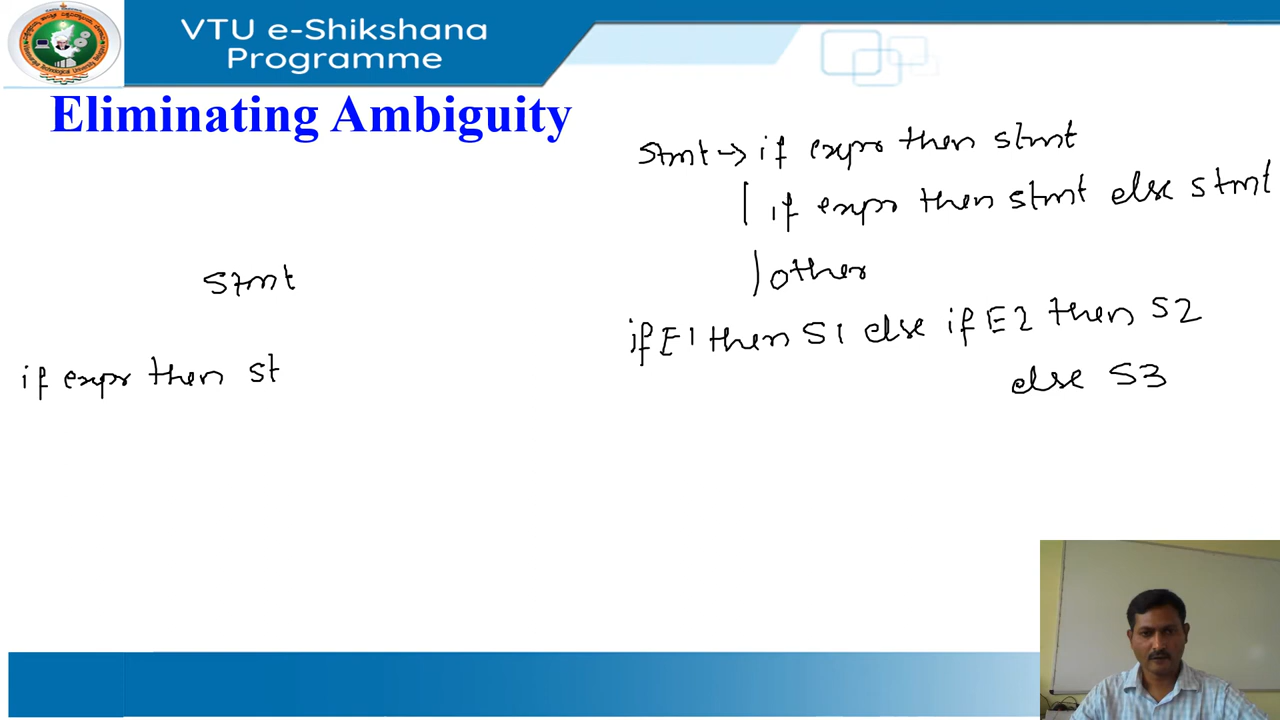 VTU e-Shikshana
Programme
Eliminating Ambiguity
stmt → if expr then stmt
| if expr then stmt else stmt
| other
if E1 then S1 else if E2 then S2
else S3
stmt
if expr then st